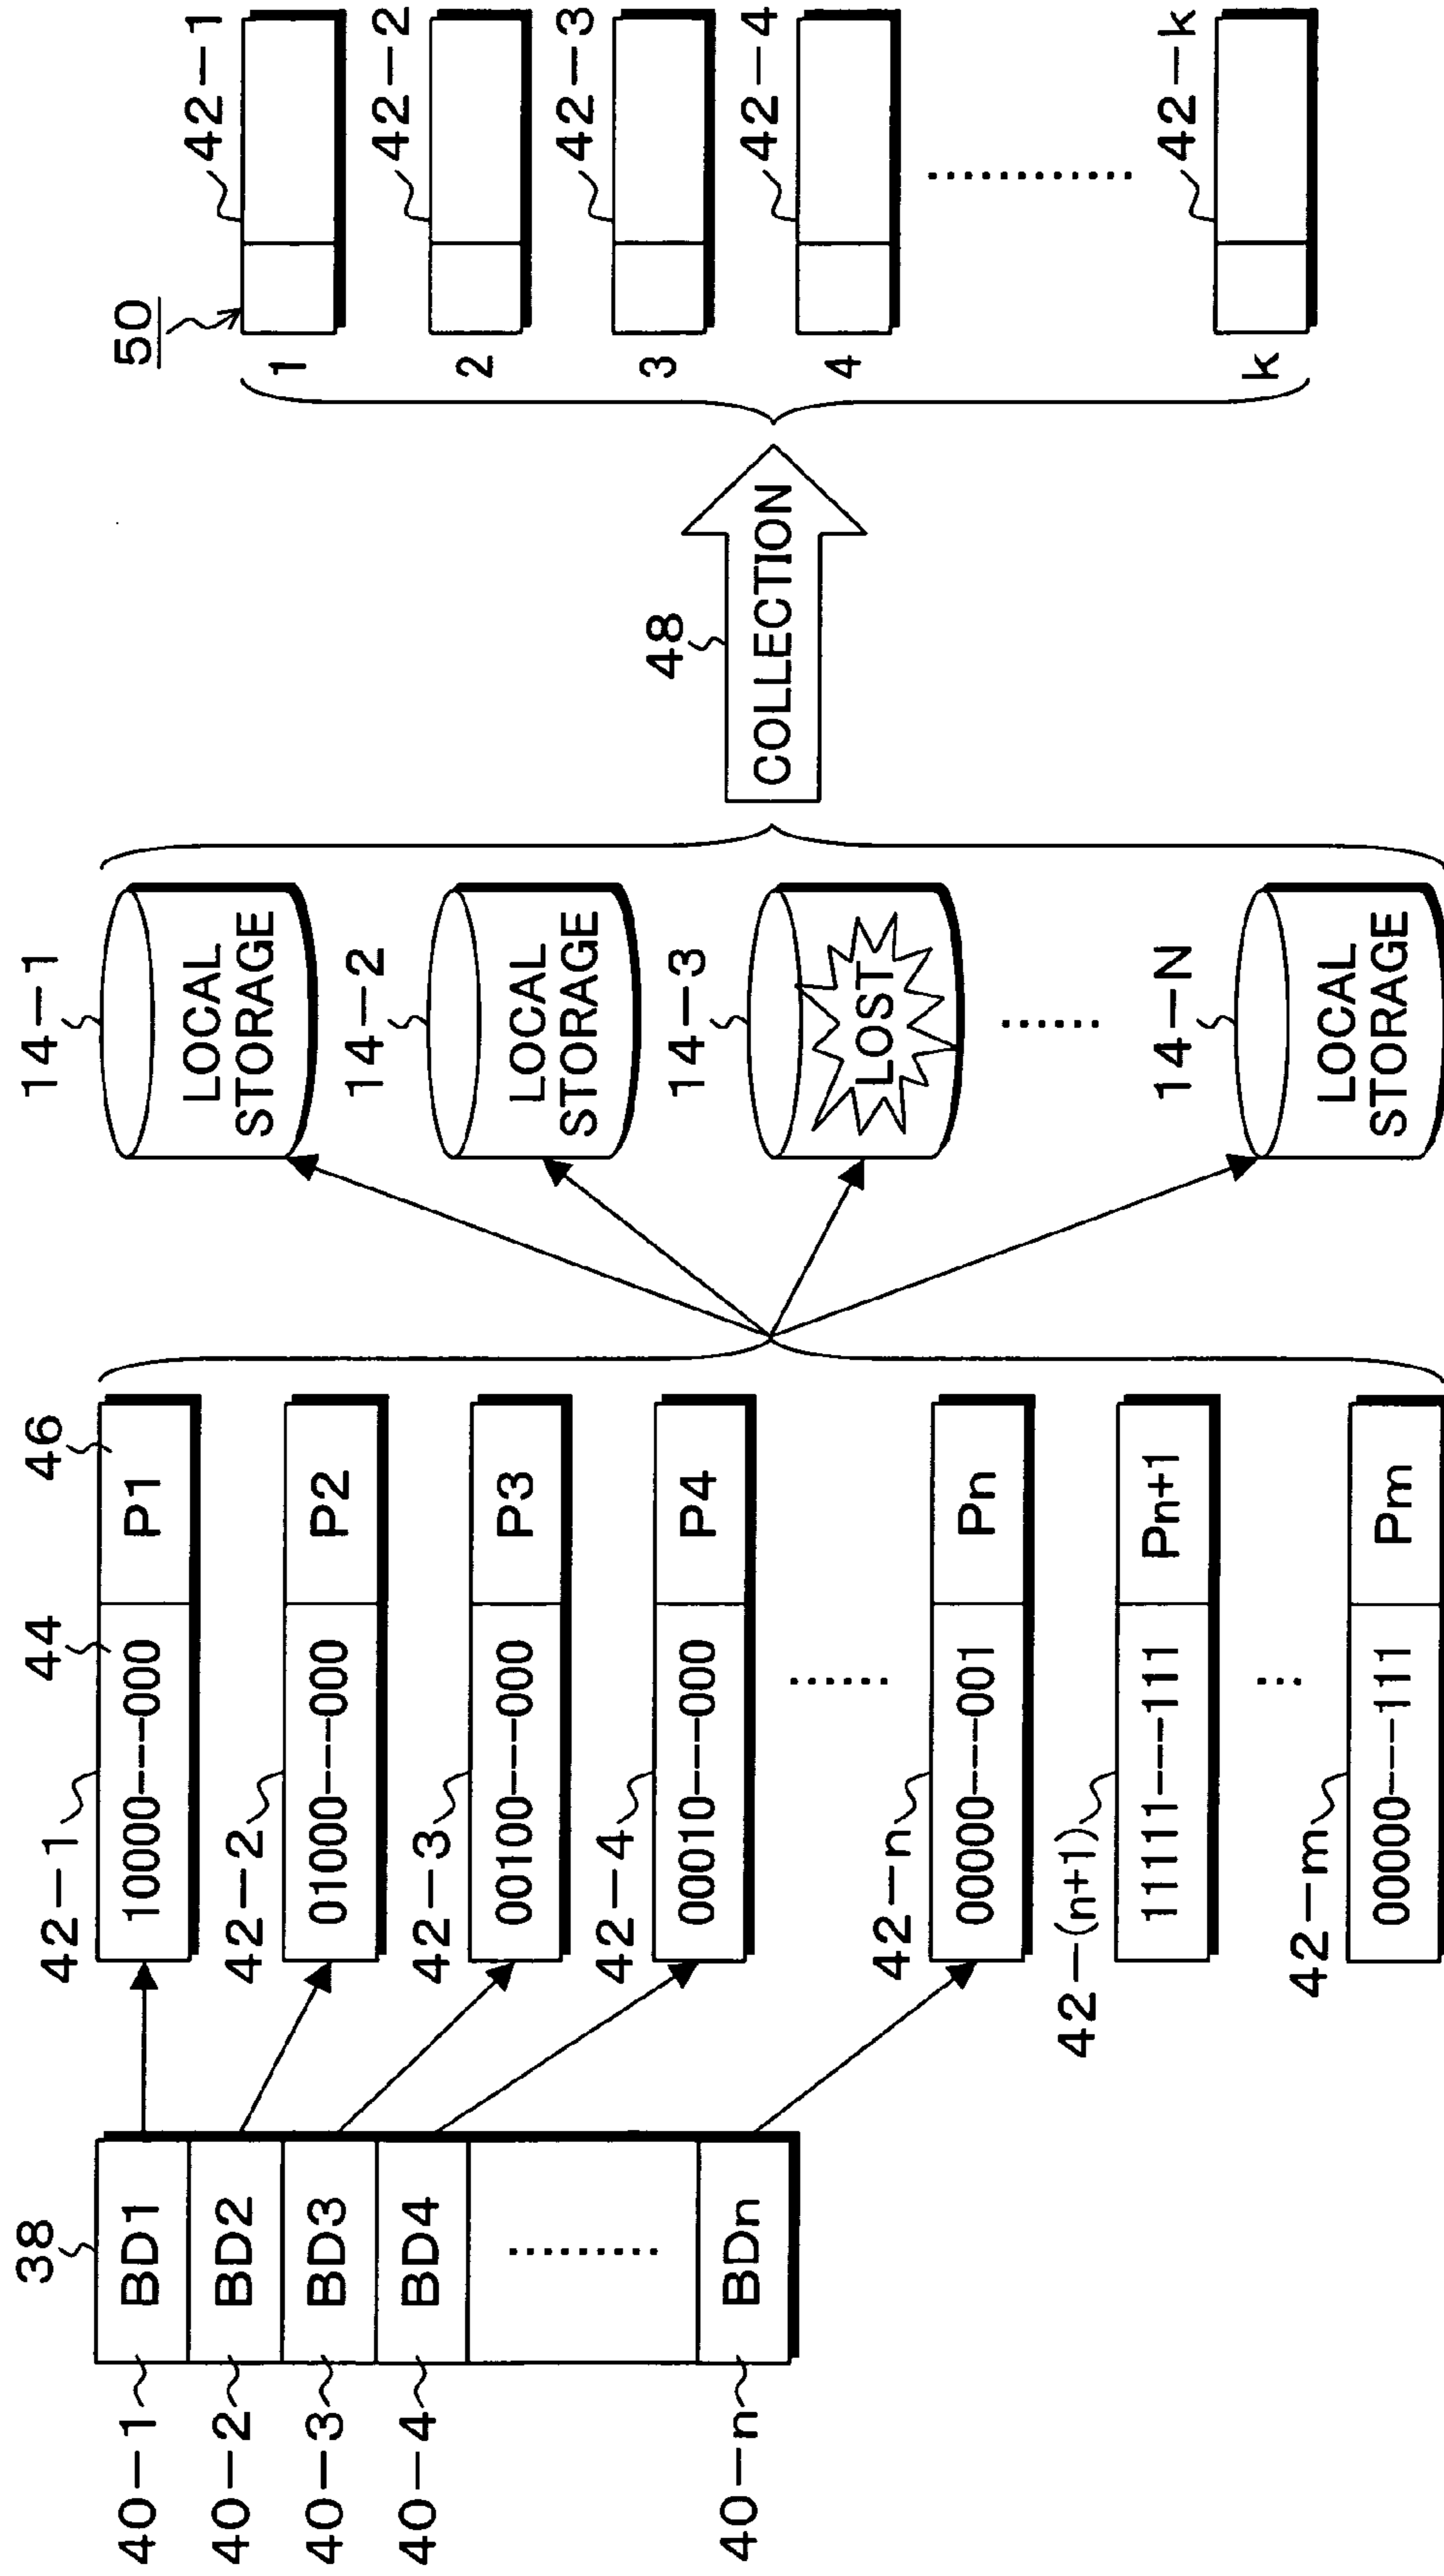 38
BD1
BD2
BD3
BD4
BDn
40-1
40-2
40-3
40-4
40-n
42-1
44
46
10000---000
P1
42-2
01000---000
P2
42-3
00100---000
P3
42-4
00010---000
P4
42-n
00000---001
Pn
42-(n+1)
11111---111
Pn+1
42-m
00000---111
Pm
14-1
LOCAL
STORAGE
14-2
LOCAL
STORAGE
14-3
LOST
14-N
LOCAL
STORAGE
48
COLLECTION
50
1
42-1
2
42-2
3
42-3
4
42-4
k
42-k